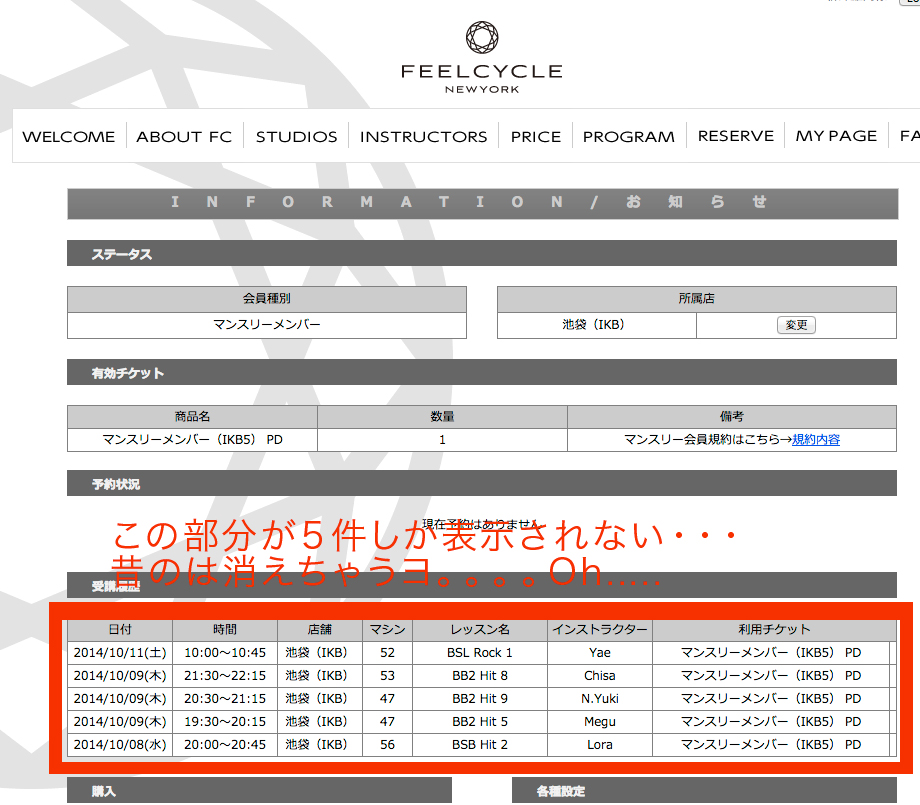 FEELCYCLE
NEWYORK
WELCOME ABOUT FC STUDIOS INSTRUCTORS PRICE PROGRAM RESERVE MY PAGE FA
INFORMATION/お知らせ
ステータス
会員種別 所属店
マンスリーメンバー 池袋（IKB） 変更
有効チケット
商品名 数量 備考
マンスリーメンバー（IKB5） PD 1 マンスリー会員規約はこちら→規約内容
予約状況
現在予約はありません。
この部分が５件しか表示されない・・・
昔のは消えちゃうヨ。。。。Oh.....
受講履歴
日付 時間 店舗 マシン レッスン名 インストラクター 利用チケット
2014/10/11(土) 10:00～10:45 池袋（IKB） 52 BSL Rock 1 Yae マンスリーメンバー（IKB5） PD
2014/10/09(木) 21:30～22:15 池袋（IKB） 53 BB2 Hit 8 Chisa マンスリーメンバー（IKB5） PD
2014/10/09(木) 20:30～21:15 池袋（IKB） 47 BB2 Hit 9 N.Yuki マンスリーメンバー（IKB5） PD
2014/10/09(木) 19:30～20:15 池袋（IKB） 47 BB2 Hit 5 Megu マンスリーメンバー（IKB5） PD
2014/10/08(水) 20:00～20:45 池袋（IKB） 56 BSB Hit 2 Lora マンスリーメンバー（IKB5） PD
購入 各種設定